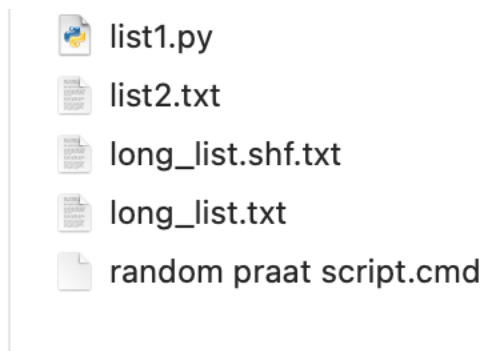 list1.py
list2.txt
long_list.shf.txt
long_list.txt
random praat script.cmd